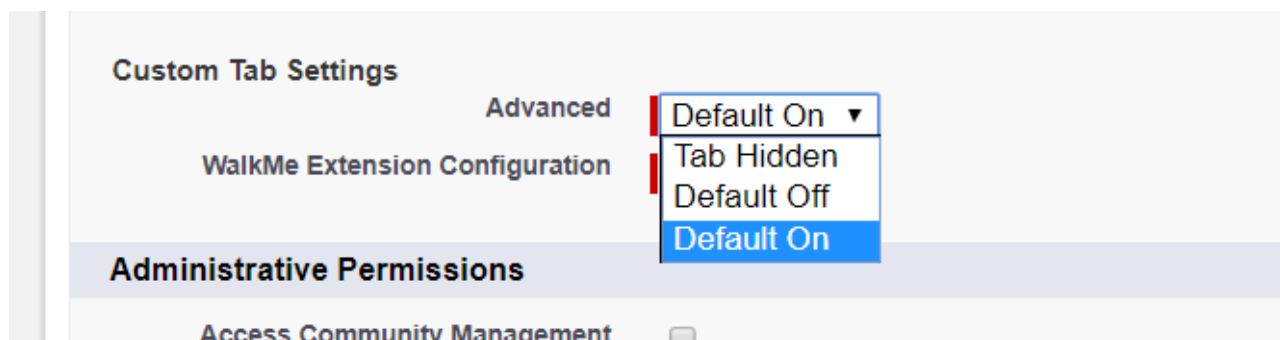 Custom Tab Settings
Advanced Default On
WalkMe Extension Configuration
Tab Hidden
Default Off
Default On
Administrative Permissions
Access Community Management